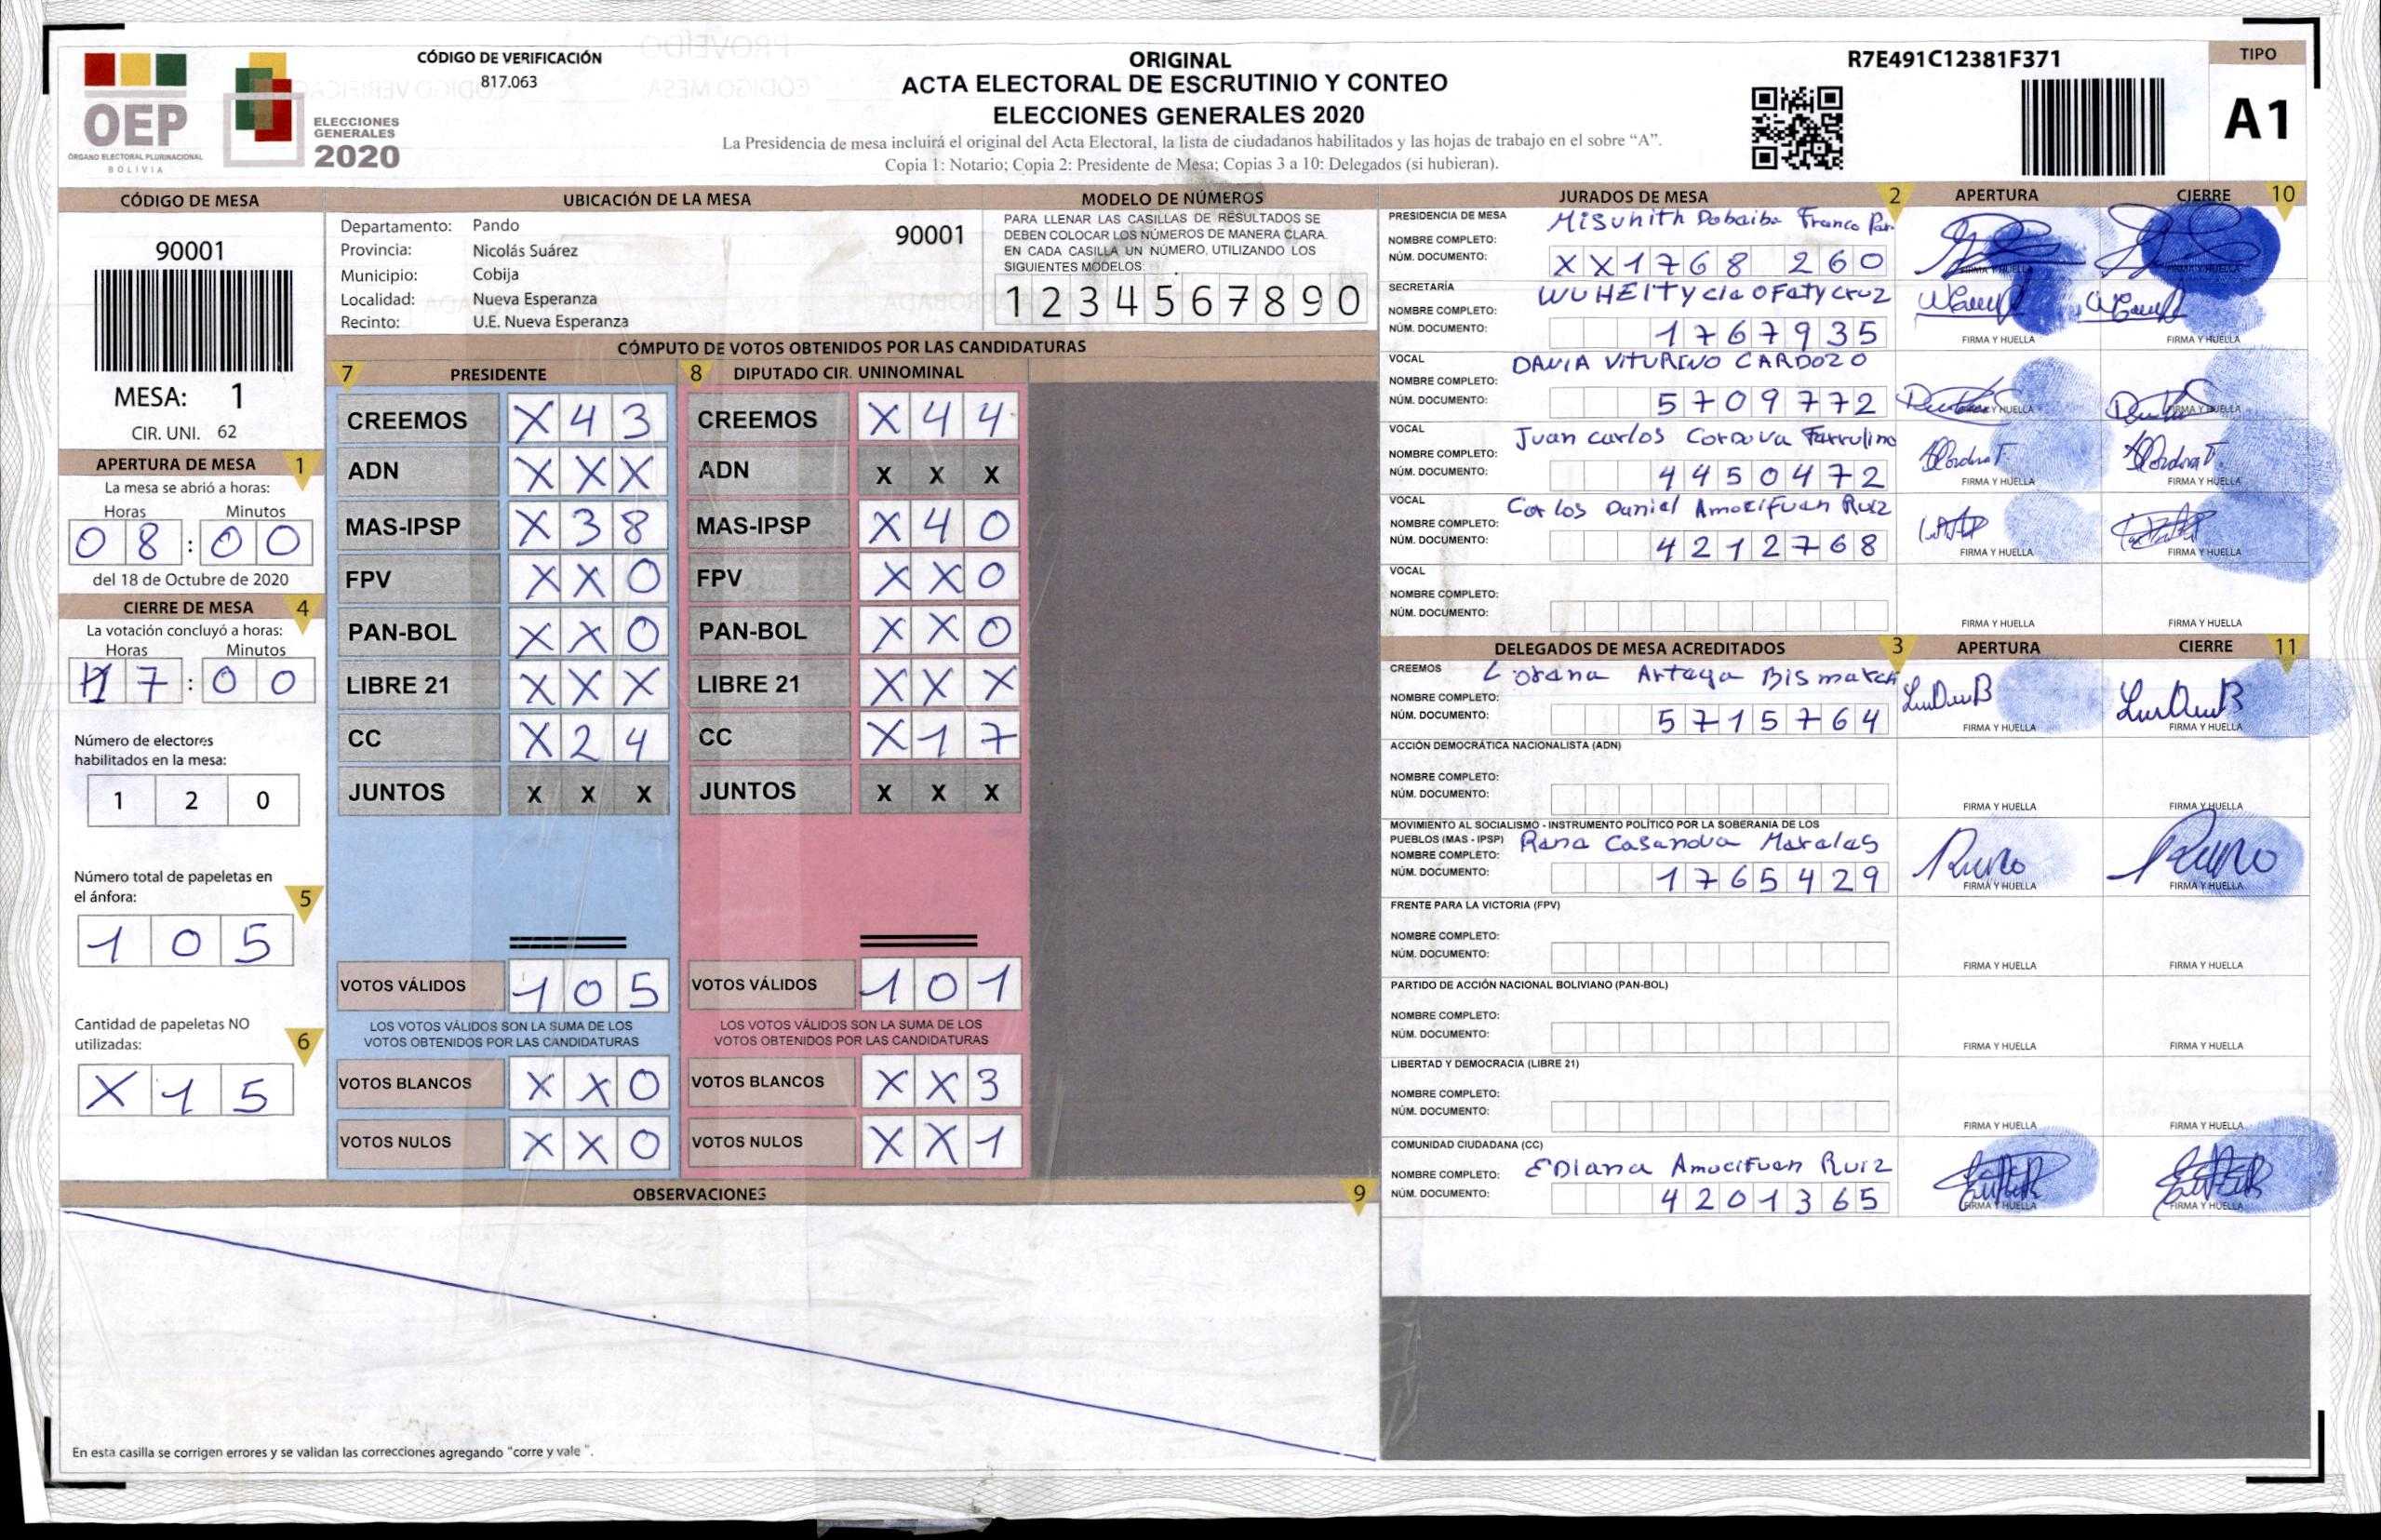 CÓDIGO DE VERIFICACIÓN
817.063
OEP
ÓRGANO ELECTORAL PLURINACIONAL
BOLIVIA
ELECCIONES
GENERALES
2020
ORIGINAL
ACTA ELECTORAL DE ESCRUTINIO Y CONTEO
ELECCIONES GENERALES 2020
La Presidencia de mesa incluirá el original del Acta Electoral, la lista de ciudadanos habilitados y las hojas de trabajo en el sobre “A”.
Copia 1: Notario; Copia 2: Presidente de Mesa; Copias 3 a 10: Delegados (si hubieran).
R7E491C12381F371
TIPO
A1
CÓDIGO DE MESA
90001
MESA: 1
CIR. UNI. 62
APERTURA DE MESA 1
La mesa se abrió a horas:
Horas Minutos
0 8 : 0 0
del 18 de Octubre de 2020
CIERRE DE MESA 4
La votación concluyó a horas:
Horas Minutos
1 7 : 0 0
Número de electores
habilitados en la mesa:
1 2 0
Número total de papeletas en
el ánfora: 5
1 0 5
Cantidad de papeletas NO
utilizadas: 6
X 1 5
UBICACIÓN DE LA MESA
Departamento: Pando
Provincia: Nicolás Suárez
Municipio: Cobija
Localidad: Nueva Esperanza
Recinto: U.E. Nueva Esperanza
90001
MODELO DE NÚMEROS
PARA LLENAR LAS CASILLAS DE RESULTADOS SE
DEBEN COLOCAR LOS NÚMEROS DE MANERA CLARA.
EN CADA CASILLA UN NÚMERO, UTILIZANDO LOS
SIGUIENTES MODELOS:
1 2 3 4 5 6 7 8 9 0
CÓMPUTO DE VOTOS OBTENIDOS POR LAS CANDIDATURAS
7 PRESIDENTE
CREEMOS X 4 3
ADN X X X
MAS-IPSP X 3 8
FPV X X 0
PAN-BOL X X 0
LIBRE 21 X X X
CC X 2 4
JUNTOS X X X
VOTOS VÁLIDOS 1 0 5
LOS VOTOS VÁLIDOS SON LA SUMA DE LOS
VOTOS OBTENIDOS POR LAS CANDIDATURAS
VOTOS BLANCOS X X 0
VOTOS NULOS X X 0
8 DIPUTADO CIR. UNINOMINAL
CREEMOS X 4 4
ADN X X X
MAS-IPSP X 4 0
FPV X X 0
PAN-BOL X X 0
LIBRE 21 X X X
CC X 1 7
JUNTOS X X X
VOTOS VÁLIDOS 1 0 1
LOS VOTOS VÁLIDOS SON LA SUMA DE LOS
VOTOS OBTENIDOS POR LAS CANDIDATURAS
VOTOS BLANCOS X X 3
VOTOS NULOS X X 1
OBSERVACIONES 9
En esta casilla se corrigen errores y se validan las correcciones agregando "corre y vale ".
JURADOS DE MESA 2 APERTURA CIERRE 10
PRESIDENCIA DE MESA
NOMBRE COMPLETO: Misunith Dobaiba Franco
NÚM. DOCUMENTO: X X 1 7 6 8 2 6 0
FIRMA Y HUELLA FIRMA Y HUELLA
SECRETARÍA
NOMBRE COMPLETO:
NÚM. DOCUMENTO: 1 7 6 7 9 3 5
FIRMA Y HUELLA FIRMA Y HUELLA
VOCAL
NOMBRE COMPLETO: DAVIA VITURINO CARDOZO
NÚM. DOCUMENTO: 5 7 0 9 7 7 2
FIRMA Y HUELLA FIRMA Y HUELLA
VOCAL
NOMBRE COMPLETO: Juan carlos Cordova Farrulino
NÚM. DOCUMENTO: 4 4 5 0 4 7 2
FIRMA Y HUELLA FIRMA Y HUELLA
VOCAL
NOMBRE COMPLETO: Carlos Daniel Amocifuen Ruiz
NÚM. DOCUMENTO: 4 2 1 2 7 6 8
FIRMA Y HUELLA FIRMA Y HUELLA
VOCAL
NOMBRE COMPLETO:
NÚM. DOCUMENTO:
FIRMA Y HUELLA FIRMA Y HUELLA
DELEGADOS DE MESA ACREDITADOS 3 APERTURA CIERRE 11
CREEMOS
NOMBRE COMPLETO: Lorena Artega Bismarck
NÚM. DOCUMENTO: 5 7 1 5 7 6 4
FIRMA Y HUELLA FIRMA Y HUELLA
ACCIÓN DEMOCRÁTICA NACIONALISTA (ADN)
NOMBRE COMPLETO:
NÚM. DOCUMENTO:
FIRMA Y HUELLA FIRMA Y HUELLA
MOVIMIENTO AL SOCIALISMO - INSTRUMENTO POLÍTICO POR LA SOBERANIA DE LOS
PUEBLOS (MAS - IPSP)
NOMBRE COMPLETO: Rena Casanova Morales
NÚM. DOCUMENTO: 1 7 6 5 4 2 9
FIRMA Y HUELLA FIRMA Y HUELLA
FRENTE PARA LA VICTORIA (FPV)
NOMBRE COMPLETO:
NÚM. DOCUMENTO:
FIRMA Y HUELLA FIRMA Y HUELLA
PARTIDO DE ACCIÓN NACIONAL BOLIVIANO (PAN-BOL)
NOMBRE COMPLETO:
NÚM. DOCUMENTO:
FIRMA Y HUELLA FIRMA Y HUELLA
LIBERTAD Y DEMOCRACIA (LIBRE 21)
NOMBRE COMPLETO:
NÚM. DOCUMENTO:
FIRMA Y HUELLA FIRMA Y HUELLA
COMUNIDAD CIUDADANA (CC)
NOMBRE COMPLETO: EDiana Amocifuen Ruiz
NÚM. DOCUMENTO: 4 2 0 1 3 6 5
FIRMA Y HUELLA FIRMA Y HUELLA